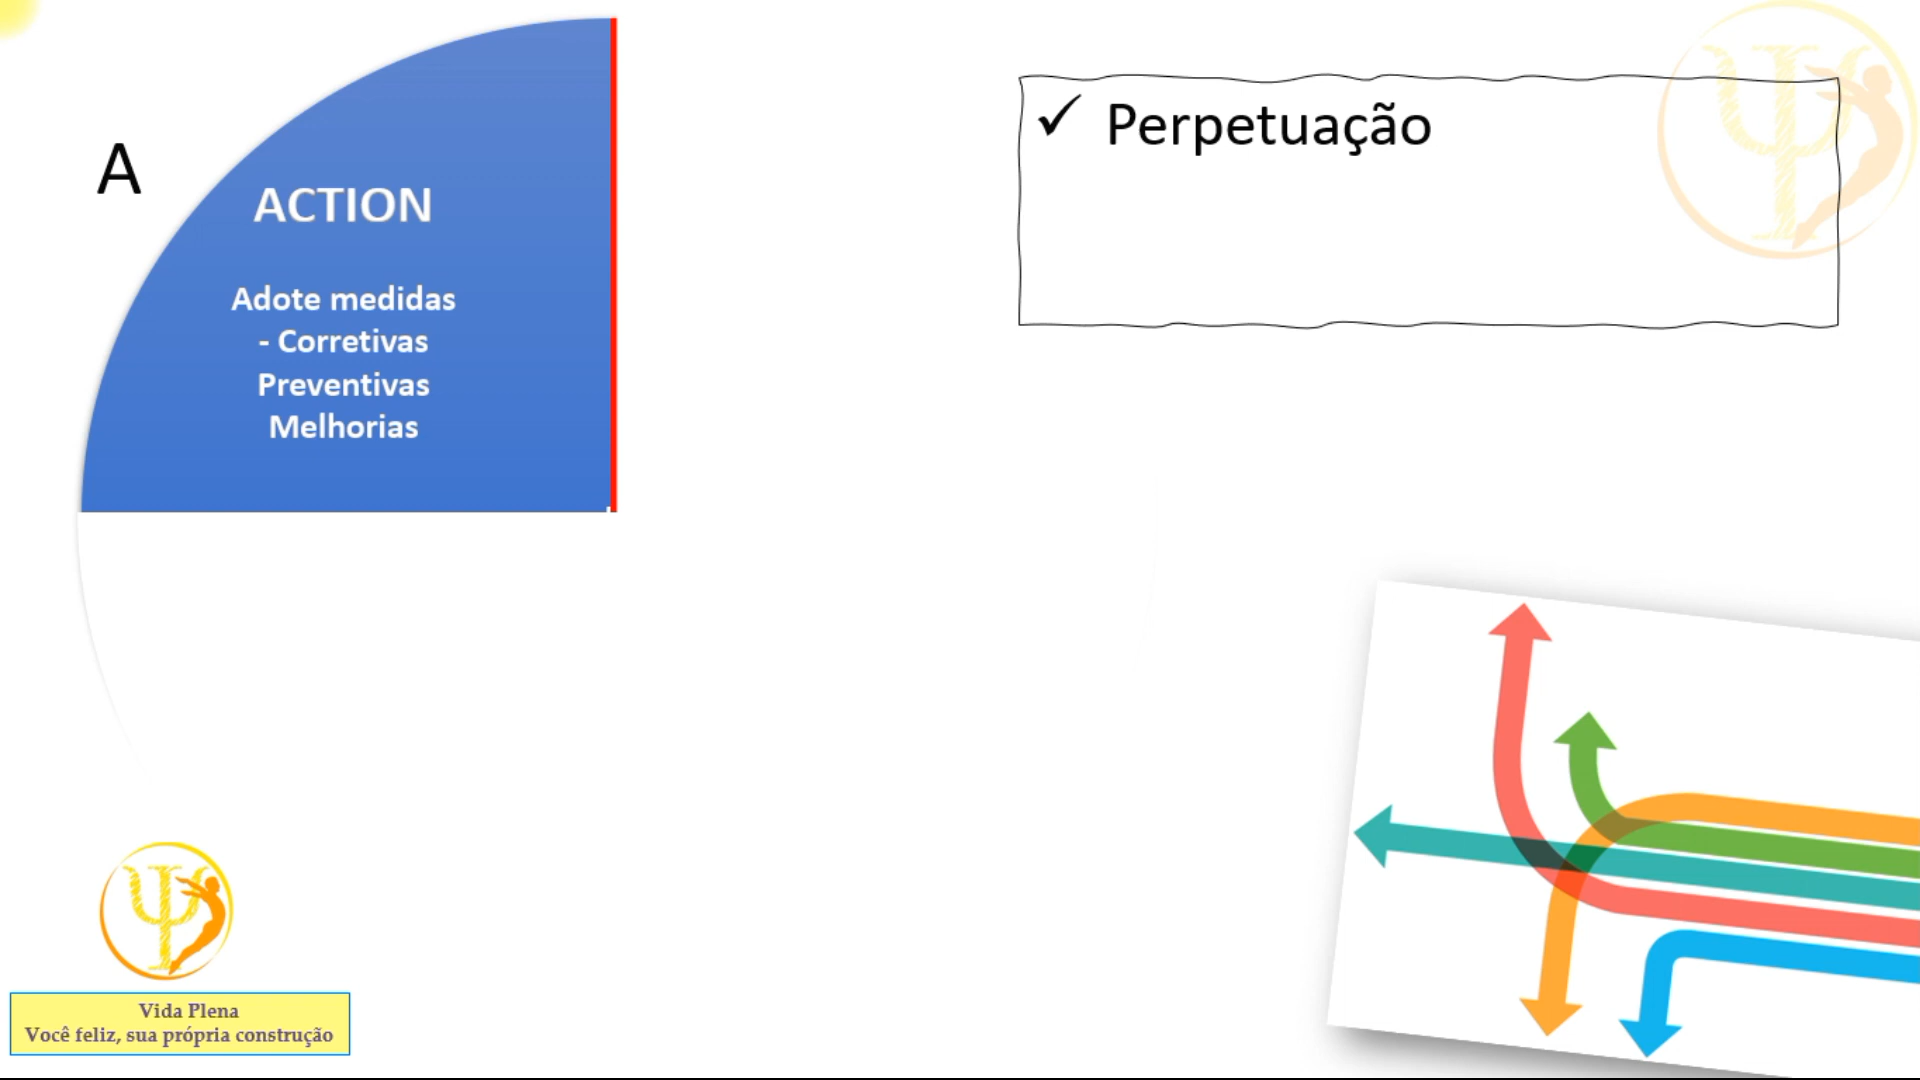 A
ACTION
Adote medidas
- Corretivas
Preventivas
Melhorias
✓ Perpetuação
Vida Plena
Você feliz, sua própria construção